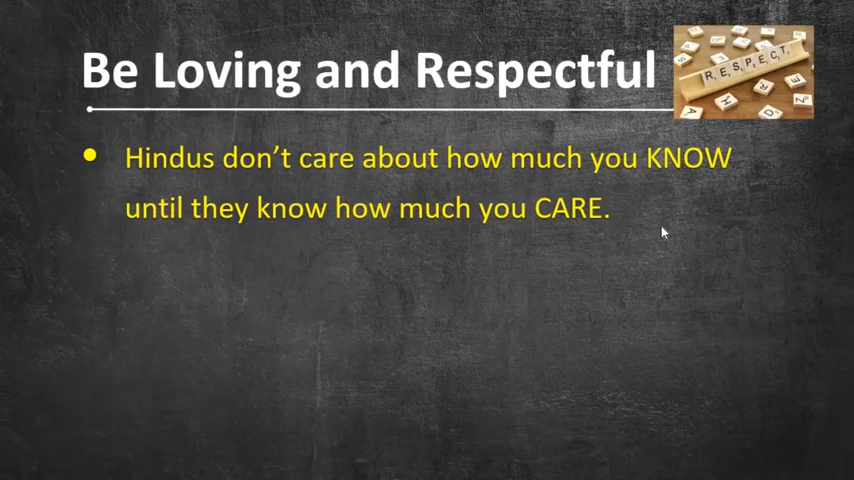 Be Loving and Respectful
RESPECT
Hindus don’t care about how much you KNOW
until they know how much you CARE.